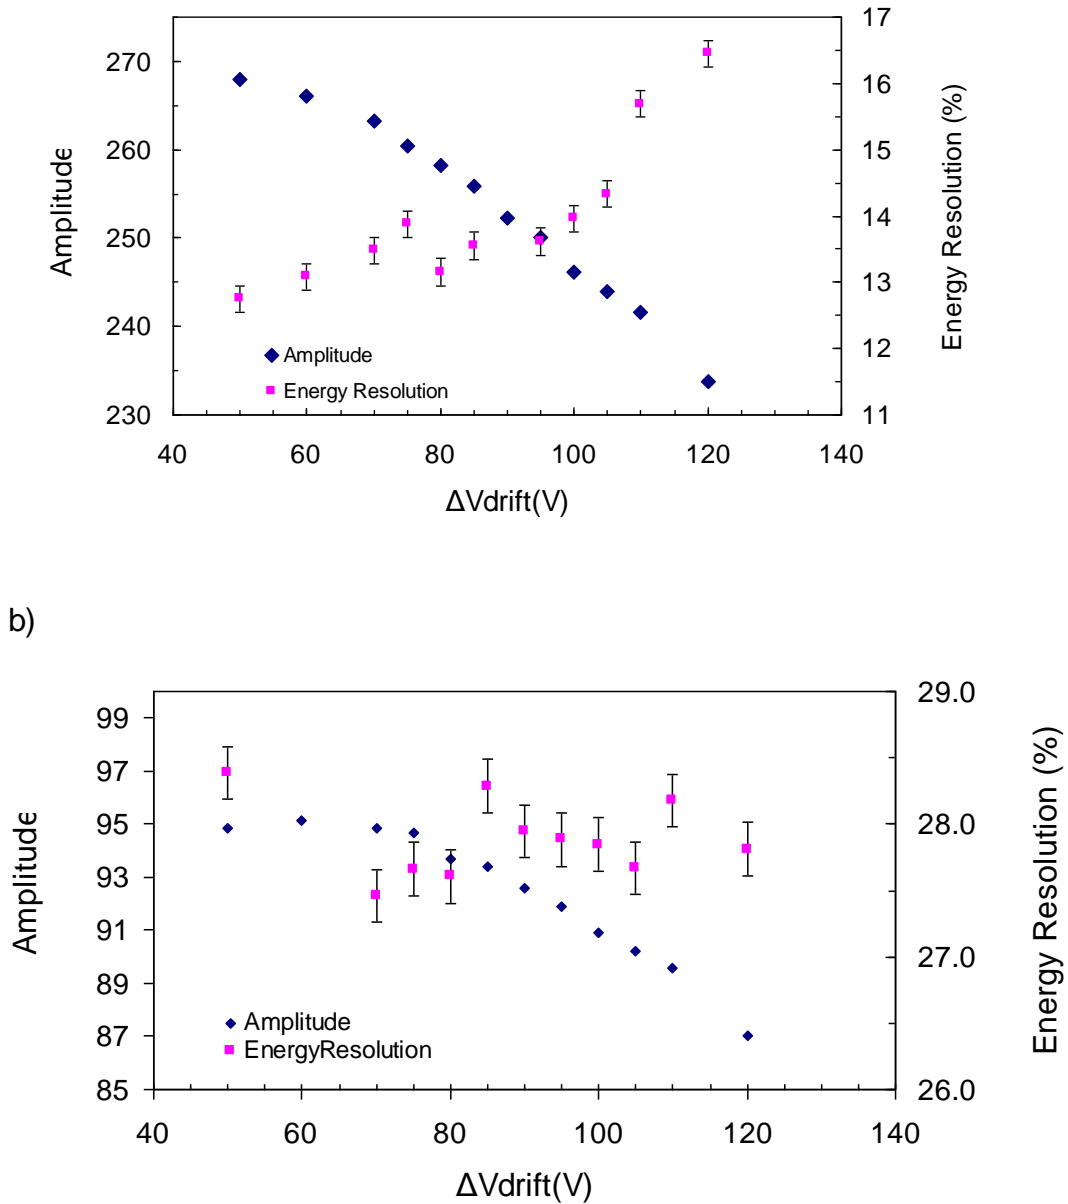 17
270
16
260
15
Amplitude
14
Energy Resolution (%)
250
13
240
Amplitude
12
Energy Resolution
230
11
40 60 80 100 120 140
ΔVdrift(V)
b)
29.0
99
97
95
28.0
Amplitude
93
Energy Resolution (%)
91
27.0
89
Amplitude
87
EnergyResolution
85
26.0
40 60 80 100 120 140
ΔVdrift(V)